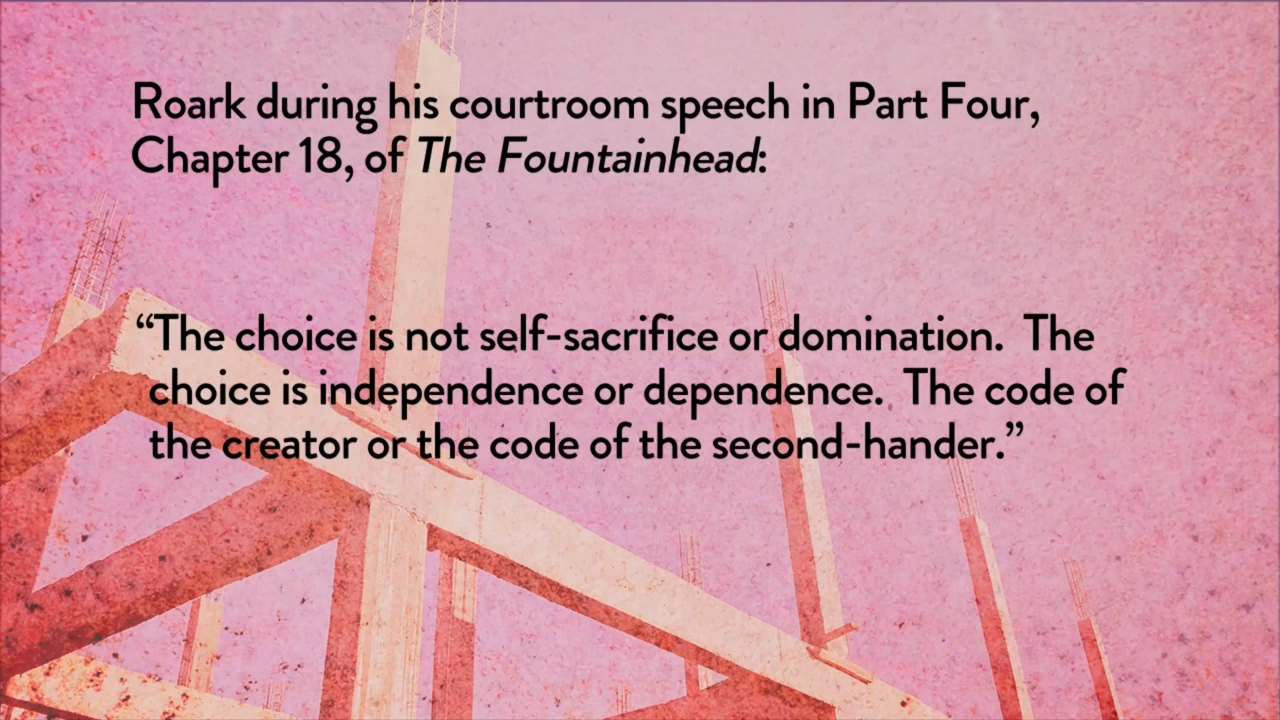 Roark during his courtroom speech in Part Four,
Chapter 18, of The Fountainhead:
“The choice is not self-sacrifice or domination.  The
choice is independence or dependence.  The code of
the creator or the code of the second-hander.”